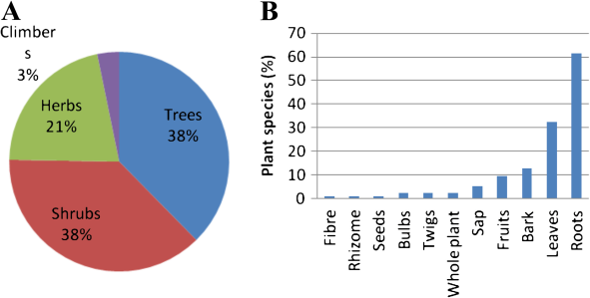 A
Climber
s
3%
Herbs
21%
Trees
38%
Shrubs
38%
B
Plant species (%)
70
60
50
40
30
20
10
0
Fibre
Rhizome
Seeds
Bulbs
Twigs
Whole plant
Sap
Fruits
Bark
Leaves
Roots